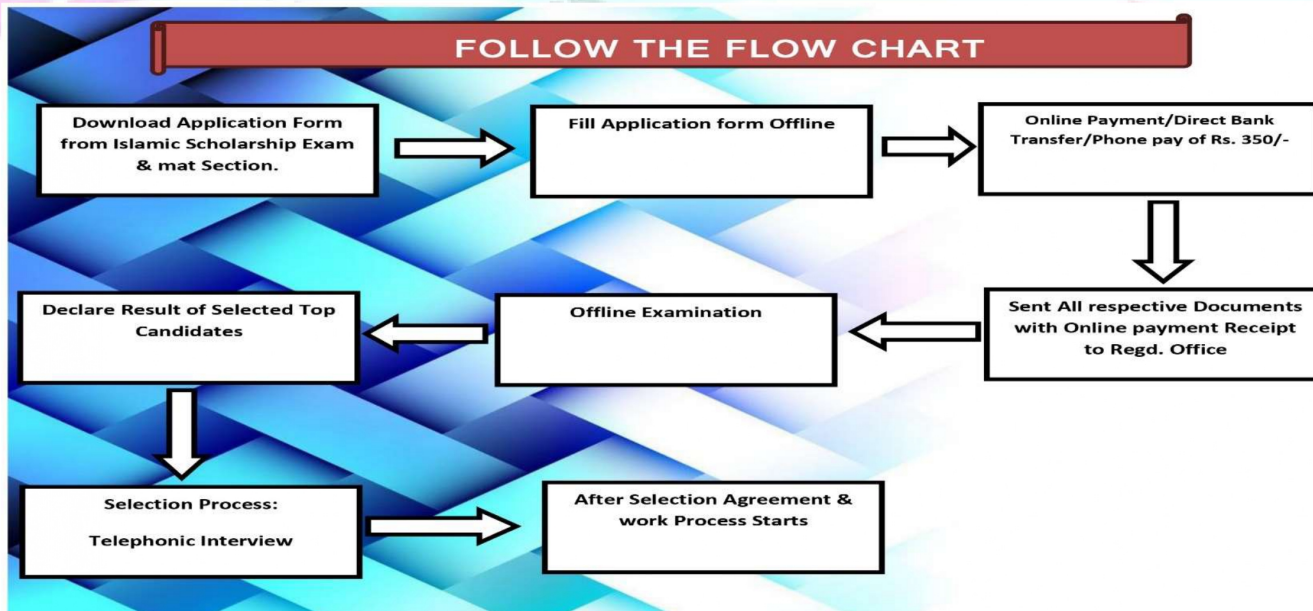 FOLLOW THE FLOW CHART
Download Application Form
from Islamic Scholarship Exam
& mat Section.
Fill Application form Offline
Online Payment/Direct Bank
Transfer/Phone pay of Rs. 350/-
Sent All respective Documents
with Online payment Receipt
to Regd. Office
Offline Examination
Declare Result of Selected Top
Candidates
Selection Process:
Telephonic Interview
After Selection Agreement &
work Process Starts